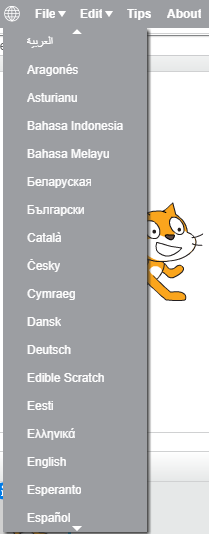 File Edit Tips About
العربية
Aragonés
Asturianu
Bahasa Indonesia
Bahasa Melayu
Беларуская
Български
Català
Česky
Cymraeg
Dansk
Deutsch
Edible Scratch
Eesti
Ελληνικά
English
Esperanto
Español